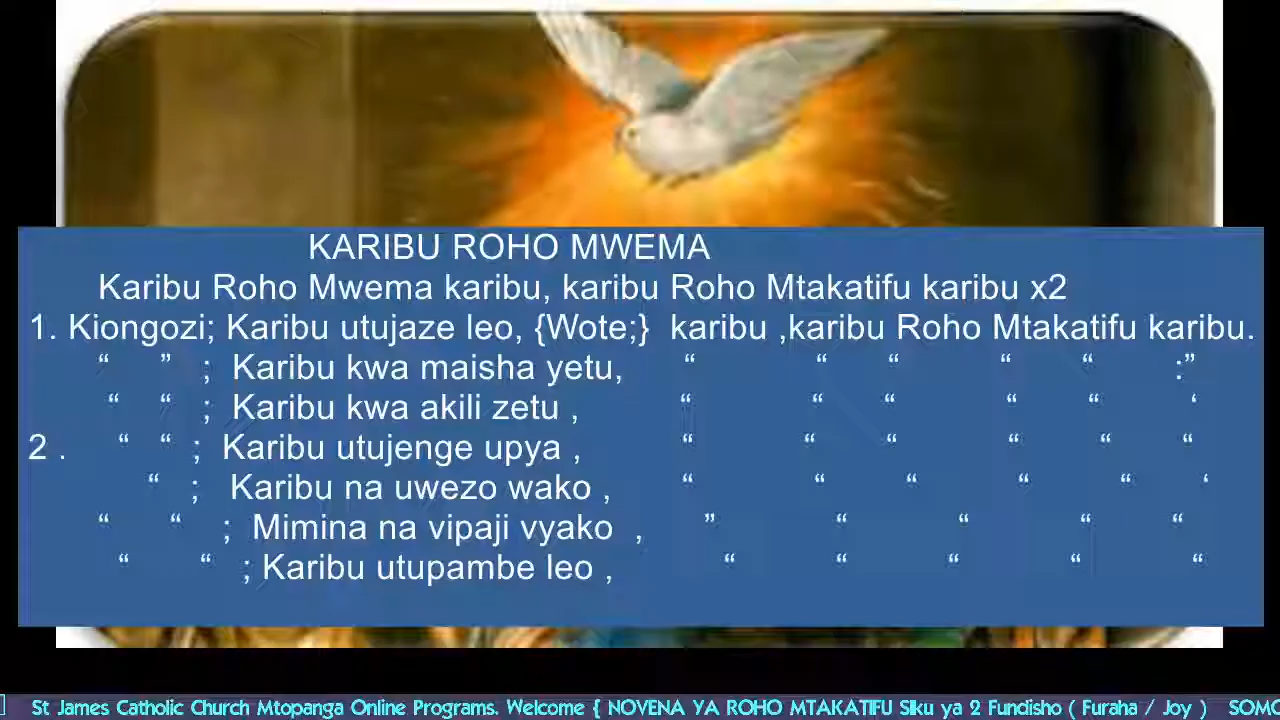 KARIBU ROHO MWEMA
Karibu Roho Mwema karibu, karibu Roho Mtakatifu karibu x2
1. Kiongozi; Karibu utujaze leo, {Wote;} karibu ,karibu Roho Mtakatifu karibu.
“ ” ; Karibu kwa maisha yetu, “ “ “ “ “ :”
“ “ ; Karibu kwa akili zetu , “ “ “ “ “ ‘
2 . “ “ ; Karibu utujenge upya , “ “ “ “ “ “
“ ; Karibu na uwezo wako , “ “ “ “ “ ‘
“ “ ; Mimina na vipaji vyako , ” “ “ “ “
“ “ ; Karibu utupambe leo , “ “ “ “ “
St James Catholic Church Mtopanga Online Programs. Welcome { NOVENA YA ROHO MTAKATIFU Siku ya 2 Fundisho ( Furaha / Joy ) SOMO